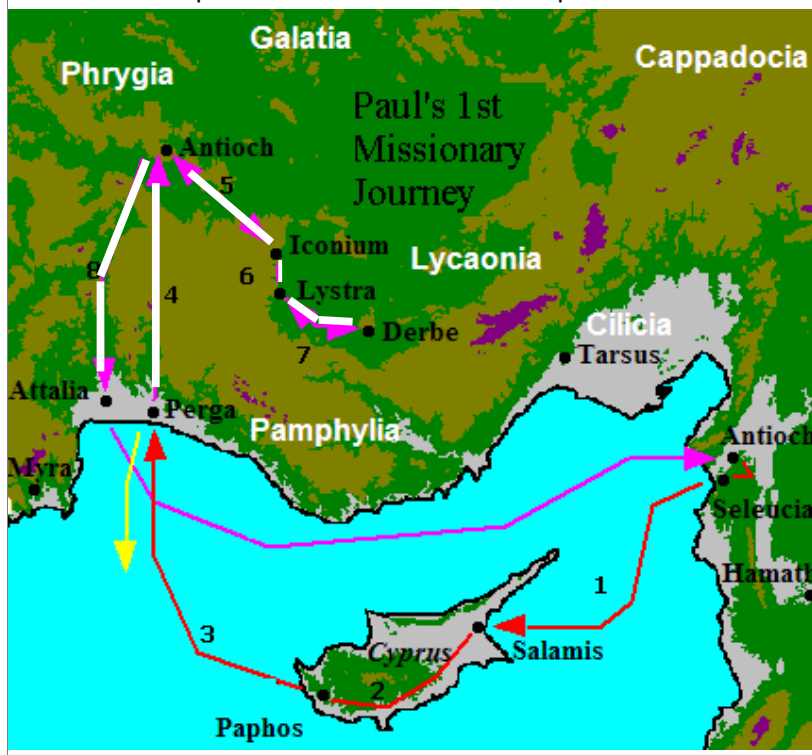 Galatia
Cappadocia
Phrygia
Paul's 1st
Missionary
Journey
Antioch
5
Iconium
Lycaonia
8
4
6
Lystra
Cilicia
Derbe
7
Tarsus
Attalia
Perga
Pamphylia
Antioch
Myra
Seleucia
Hamath
1
3
Cyprus
Salamis
2
Paphos